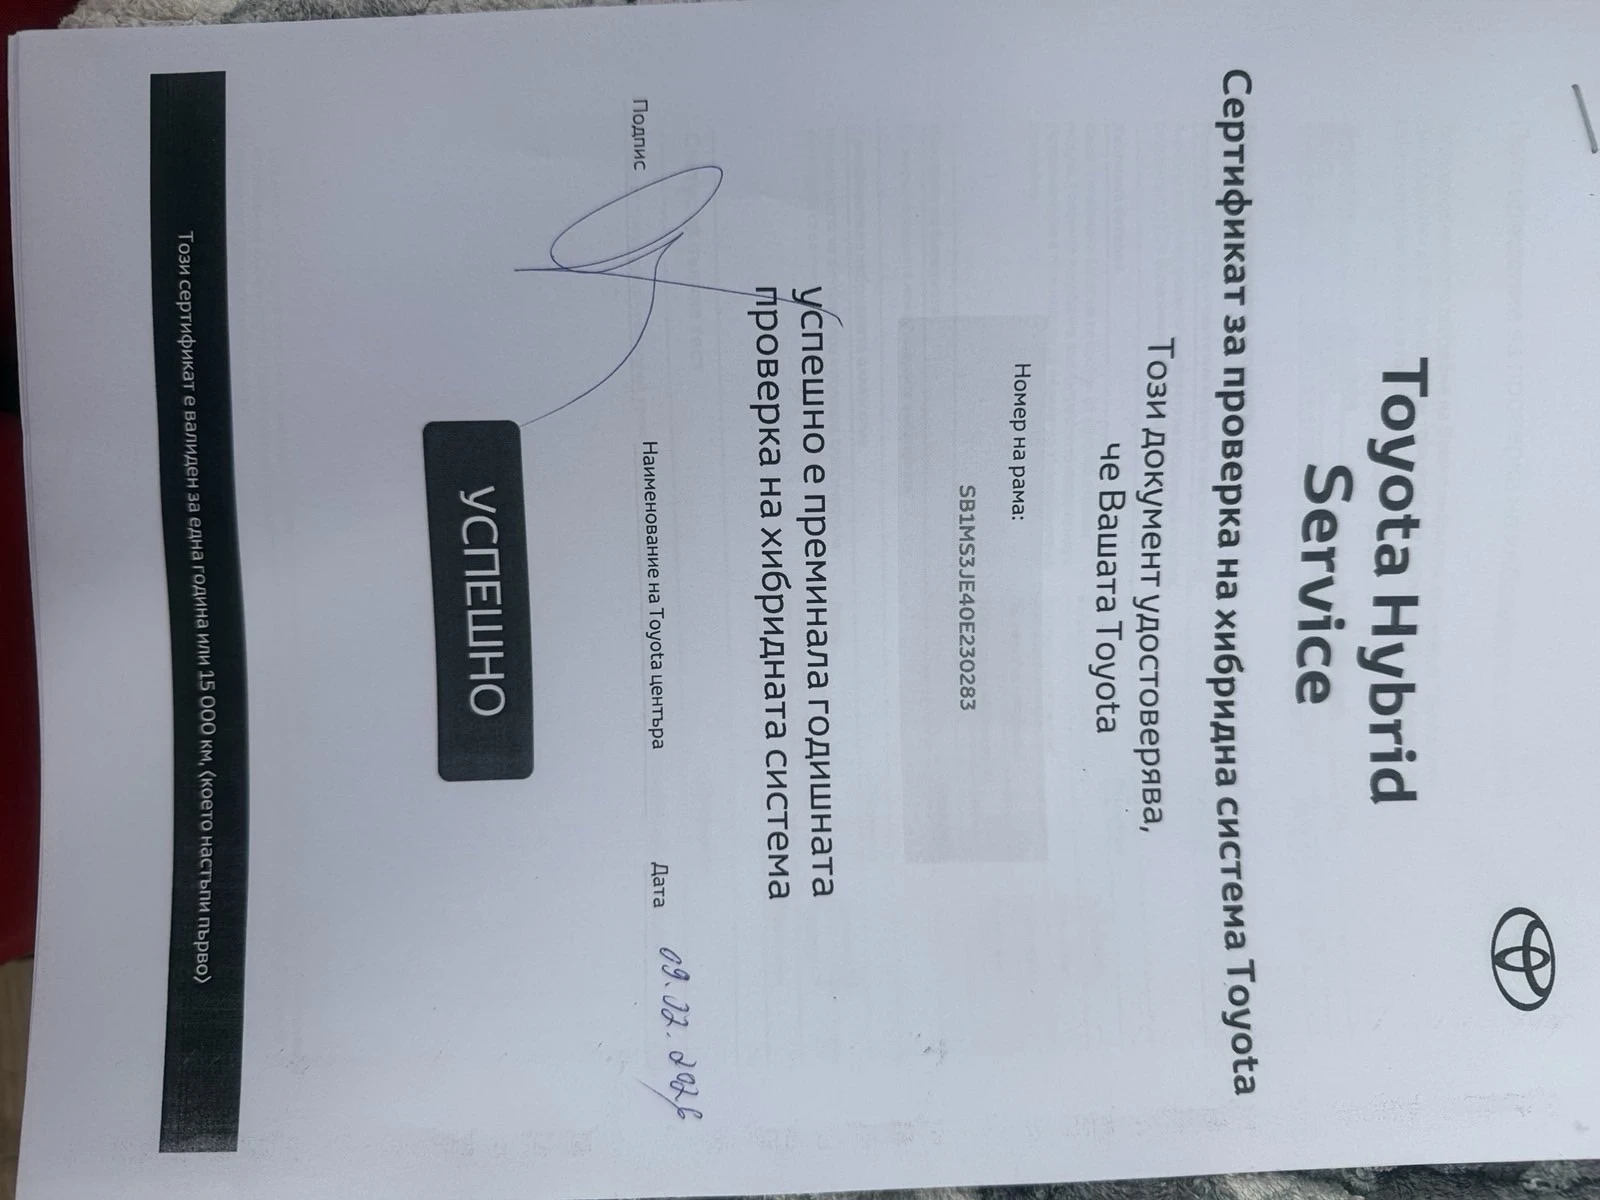 Toyota Hybrid
Service
Сертификат за проверка на хибридна система Toyota
Този документ удостоверява,
че Вашата Toyota
Номер на рама:
SB1MS3JE40E230283
успешно е преминала годишната
проверка на хибридната система
Подпис
Наименование на Toyota центъра
Дата
УСПЕШНО
Този сертификат е валиден за една година или 15 000 км, (което настъпи първо)